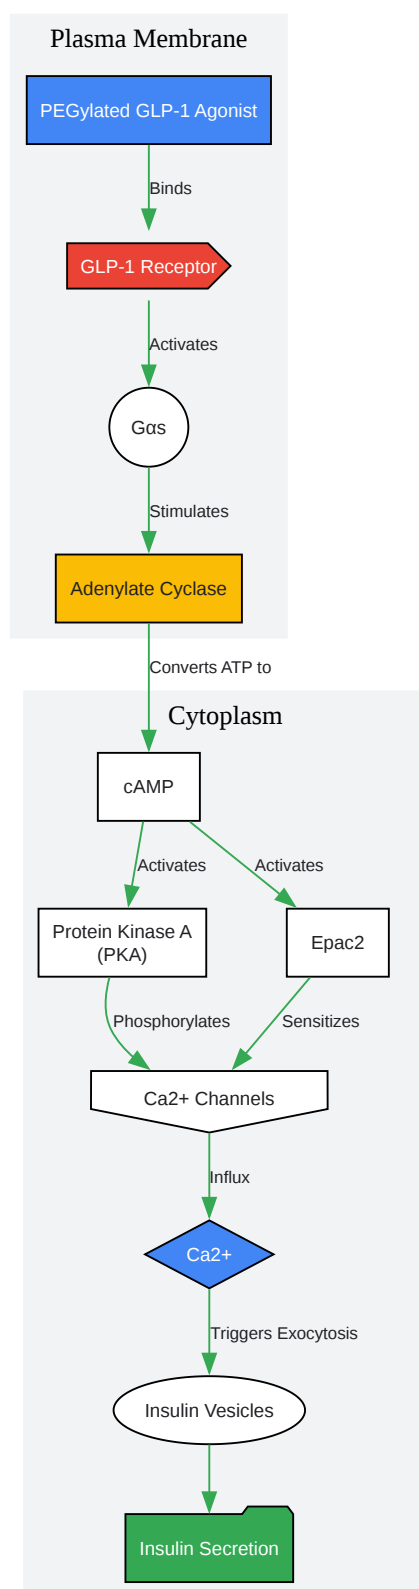 Plasma Membrane
PEGylated GLP-1 Agonist
Binds
GLP-1 Receptor
Activates
Gαs
Stimulates
Adenylate Cyclase
Converts ATP to
Cytoplasm
cAMP
Activates
Activates
Protein Kinase A
(PKA)
Epac2
Phosphorylates
Sensitizes
Ca2+ Channels
Influx
Ca2+
Triggers Exocytosis
Insulin Vesicles
Insulin Secretion